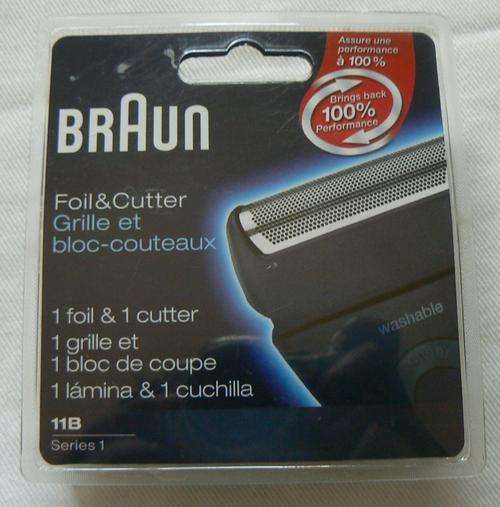 Assure une
performance
à 100%
Brings back
100%
Performance
BRAUN
Foil&Cutter
Grille et
bloc-couteaux
1 foil & 1 cutter
1 grille et
1 bloc de coupe
1 lámina & 1 cuchilla
washable
11B
Series 1